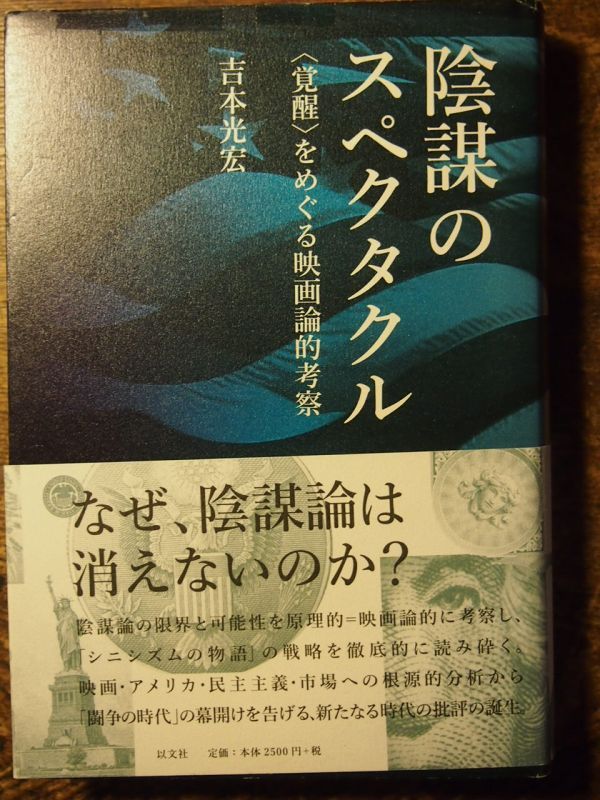 陰謀の
スペクタクル
〈覚醒〉をめぐる映画論的考察
吉本光宏
なぜ、陰謀論は
消えないのか?
陰謀論の限界と可能性を原理的=映画論的に考察し、
「シニシズムの物語」の戦略を徹底的に読み砕く。
映画・アメリカ・民主主義・市場への根源的分析から
「闘争の時代」の幕開けを告げる、新たなる時代の批評の誕生。
以文社 定価：本体2500円+税